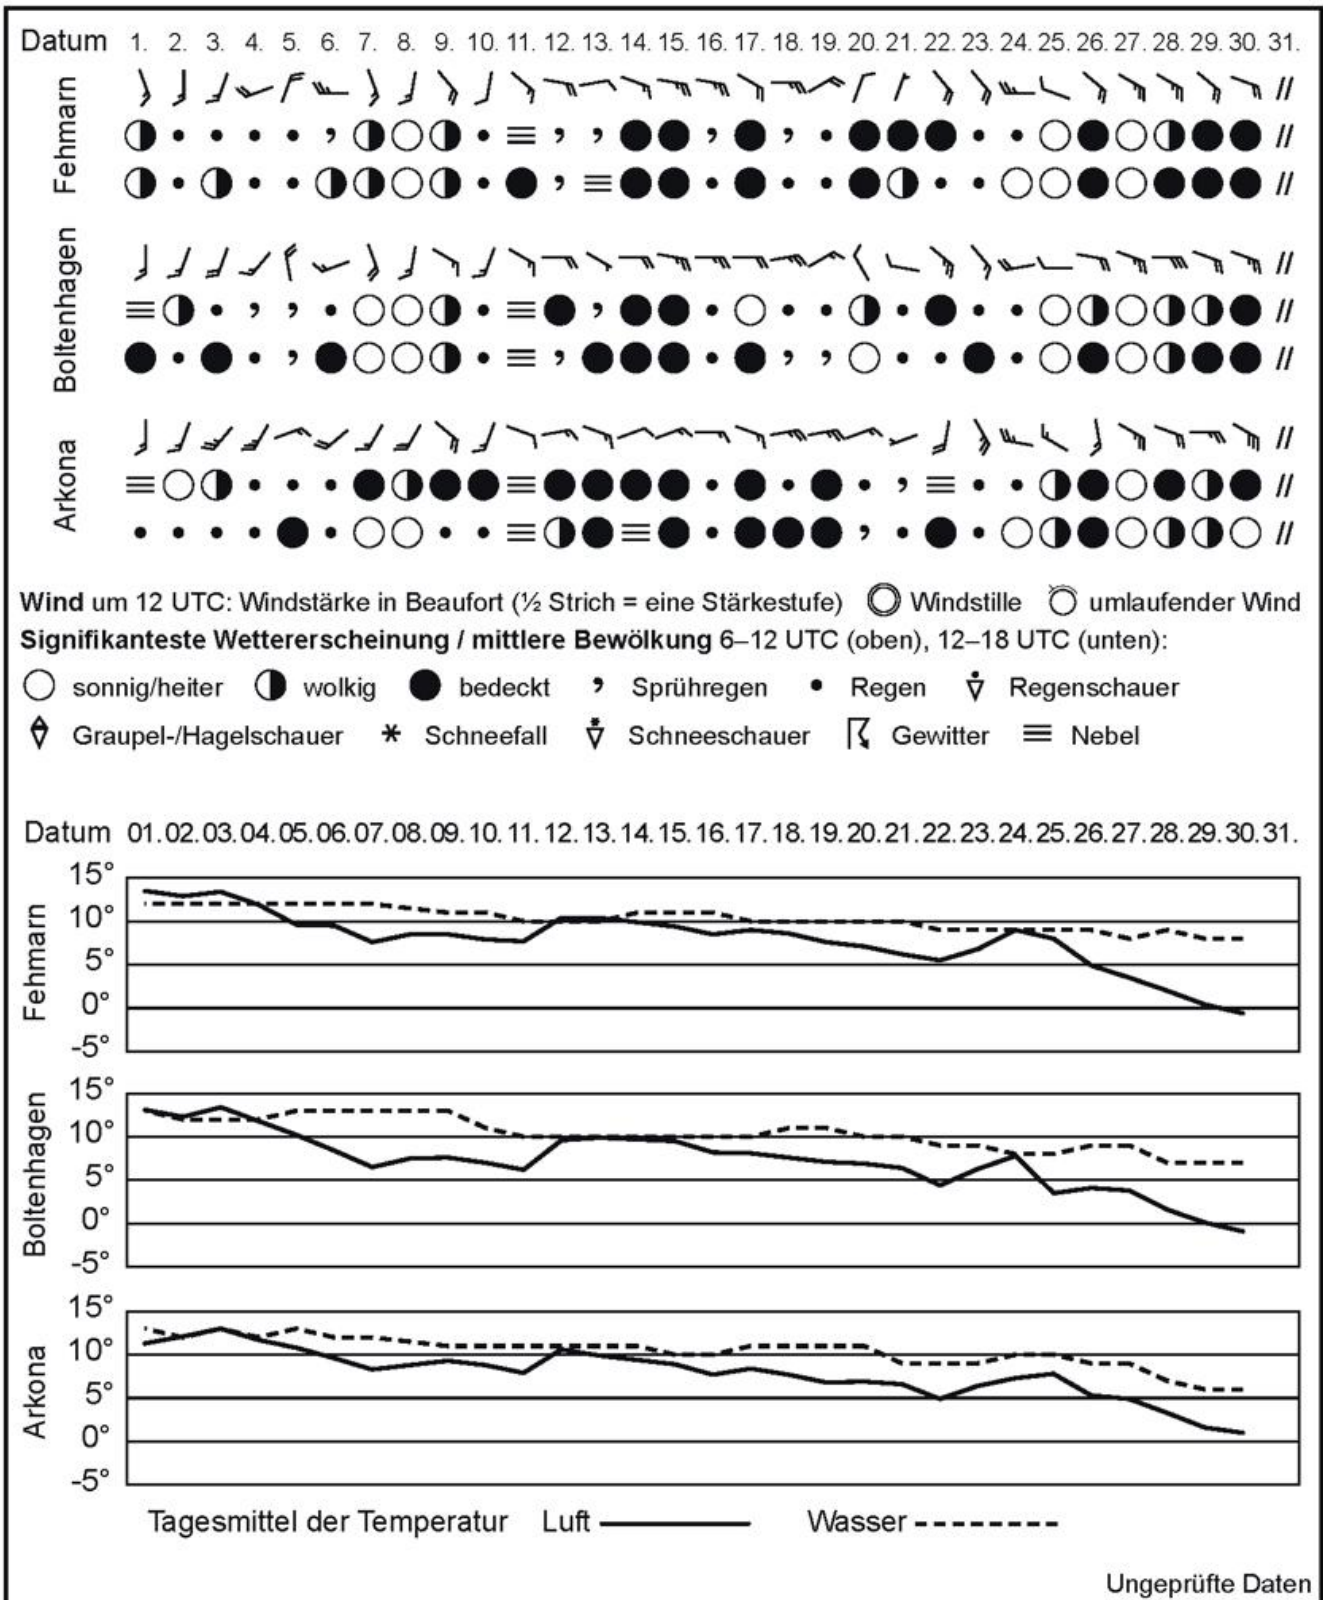 Datum 1. 2. 3. 4. 5. 6. 7. 8. 9. 10. 11. 12. 13. 14. 15. 16. 17. 18. 19. 20. 21. 22. 23. 24. 25. 26. 27. 28. 29. 30. 31.
Fehmarn
Boltenhagen
Arkona
Wind um 12 UTC: Windstärke in Beaufort (½ Strich = eine Stärkestufe) Windstille umlaufender Wind
Signifikanteste Wettererscheinung / mittlere Bewölkung 6–12 UTC (oben), 12–18 UTC (unten):
sonnig/heiter wolkig bedeckt Sprühregen Regen Regenschauer
Graupel-/Hagelschauer Schneefall Schneeschauer Gewitter Nebel
Datum 01. 02. 03. 04. 05. 06. 07. 08. 09. 10. 11. 12. 13. 14. 15. 16. 17. 18. 19. 20. 21. 22. 23. 24. 25. 26. 27. 28. 29. 30. 31.
Fehmarn
15°
10°
5°
0°
-5°
Boltenhagen
15°
10°
5°
0°
-5°
Arkona
15°
10°
5°
0°
-5°
Tagesmittel der Temperatur Luft Wasser
Ungeprüfte Daten